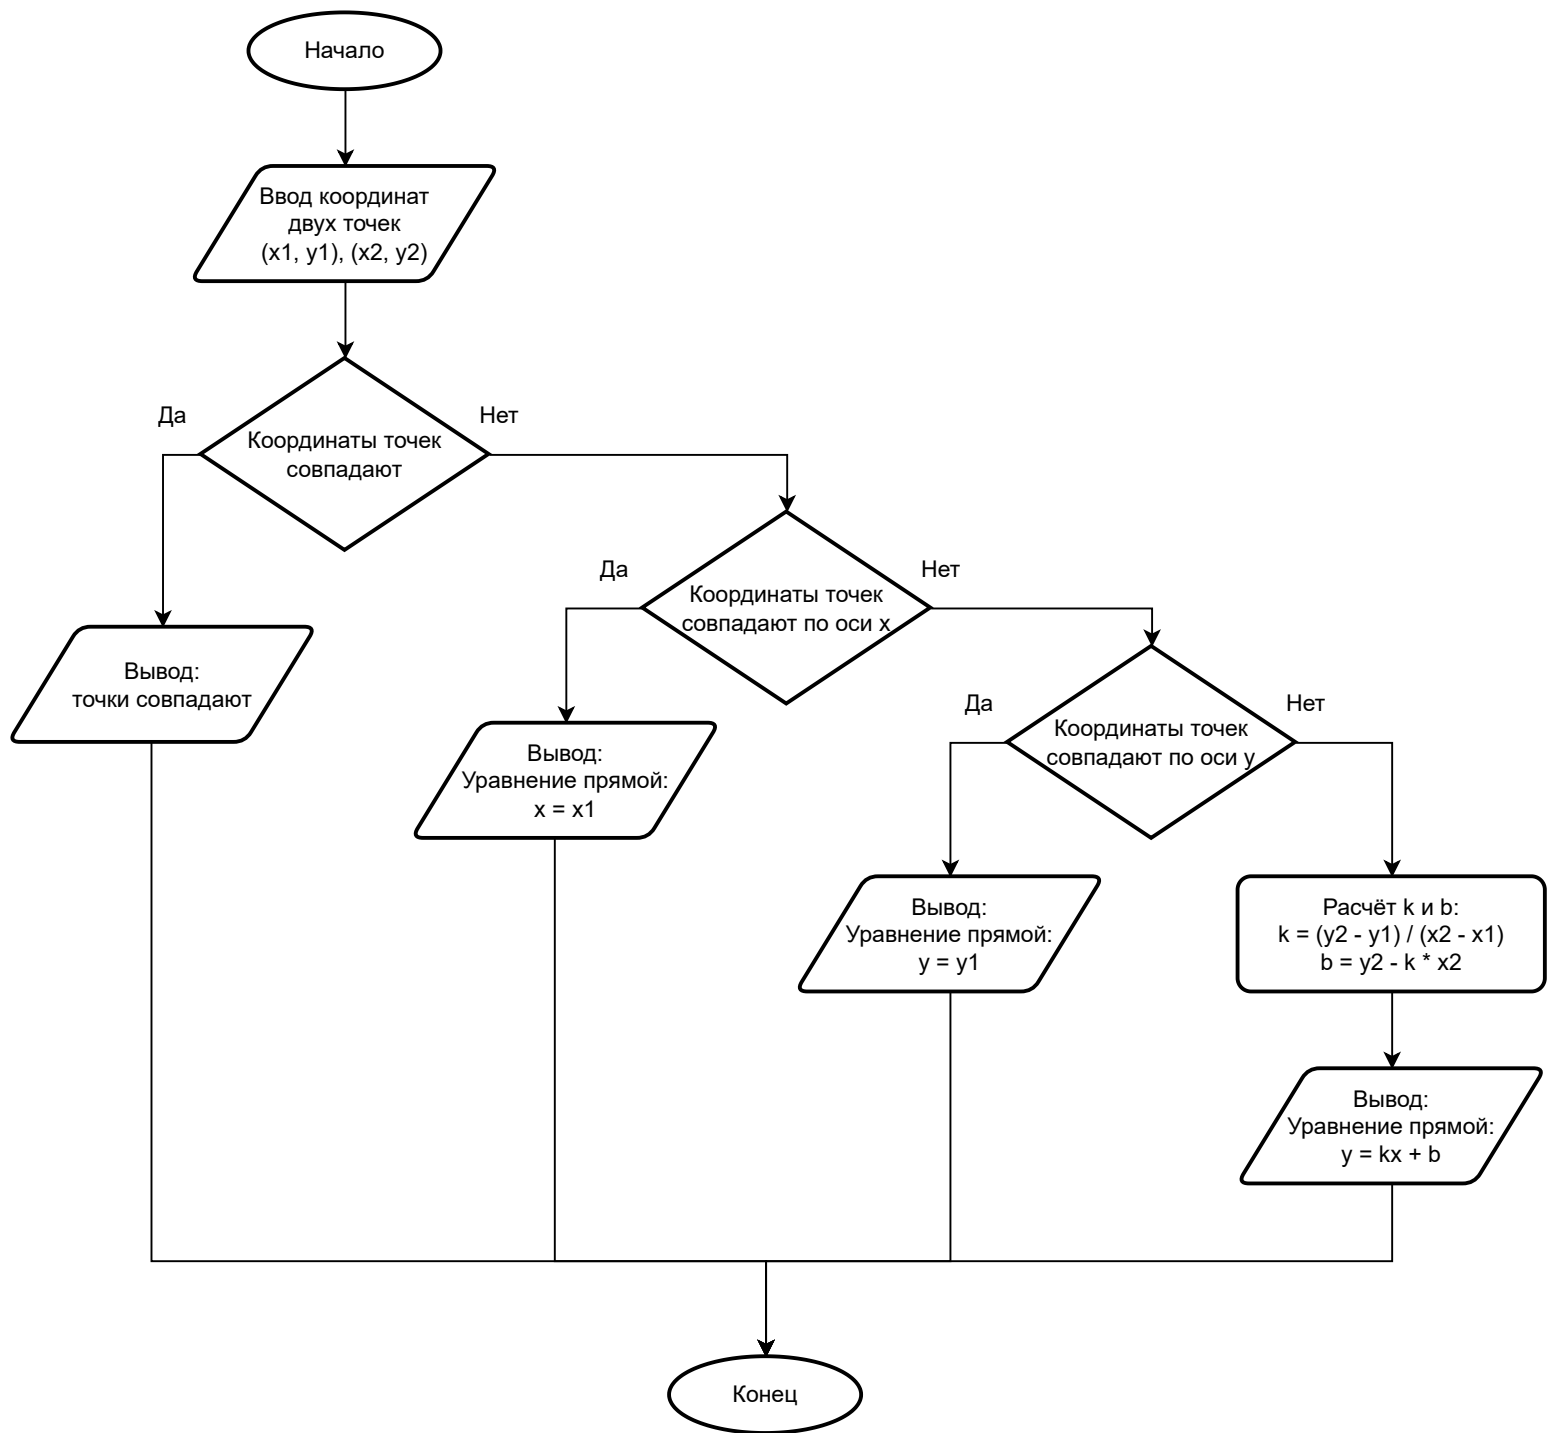 Начало
Ввод координат
двух точек
(x1, y1), (x2, y2)
Да
Нет
Координаты точек
совпадают
Да
Нет
Координаты точек
совпадают по оси x
Вывод:
точки совпадают
Да
Нет
Координаты точек
совпадают по оси y
Вывод:
Уравнение прямой:
x = x1
Вывод:
Уравнение прямой:
y = y1
Расчёт k и b:
k = (y2 - y1) / (x2 - x1)
b = y2 - k * x2
Вывод:
Уравнение прямой:
y = kx + b
Конец